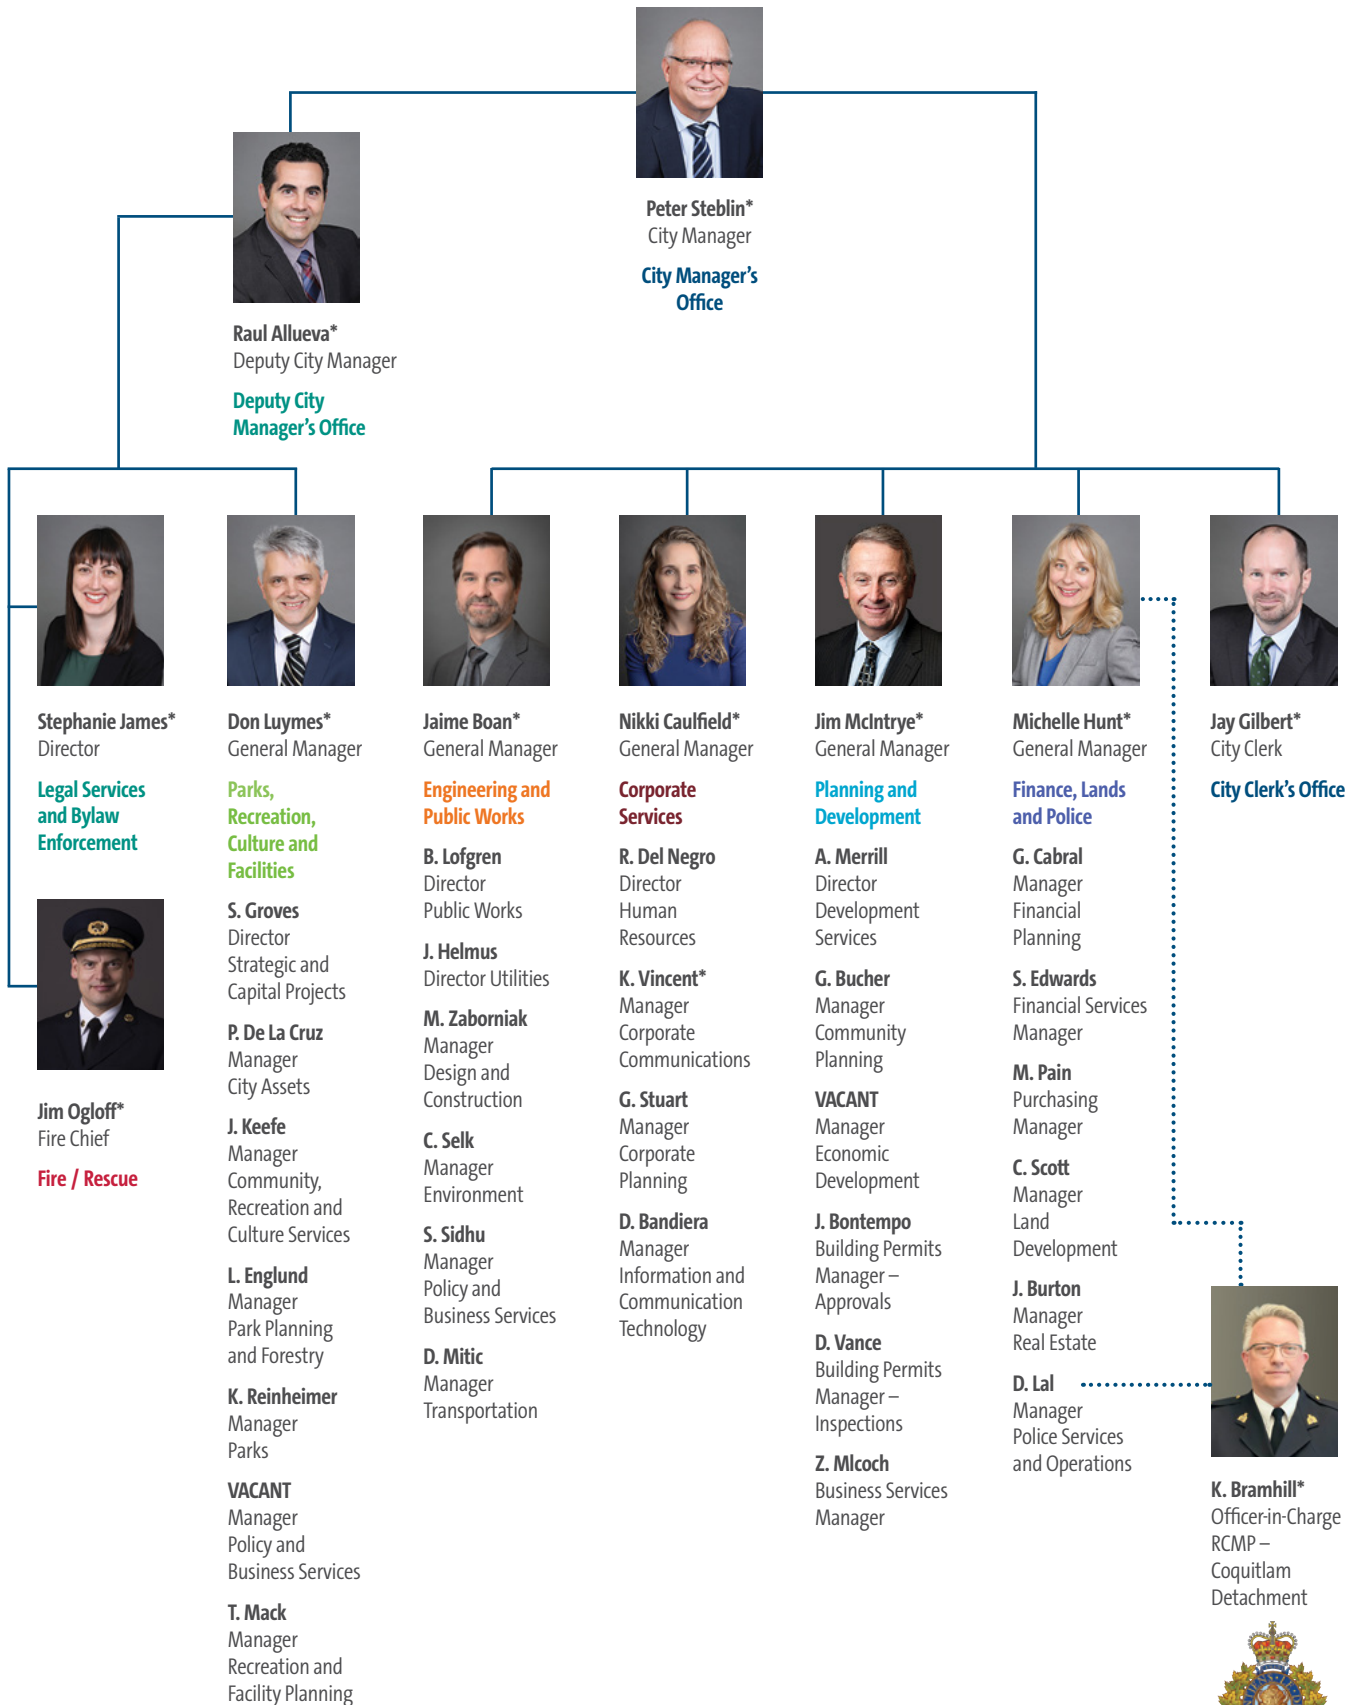 Peter Steblin*
City Manager
City Manager's
Office
Raul Allueva*
Deputy City Manager
Deputy City
Manager's Office
Stephanie James*
Director
Legal Services
and Bylaw
Enforcement
Jim Ogloff*
Fire Chief
Fire / Rescue
Don Luymes*
General Manager
Parks,
Recreation,
Culture and
Facilities
S. Groves
Director
Strategic and
Capital Projects
P. De La Cruz
Manager
City Assets
J. Keefe
Manager
Community,
Recreation and
Culture Services
L. Englund
Manager
Park Planning
and Forestry
K. Reinheimer
Manager
Parks
VACANT
Manager
Policy and
Business Services
T. Mack
Manager
Recreation and
Facility Planning
Jaime Boan*
General Manager
Engineering and
Public Works
B. Lofgren
Director
Public Works
J. Helmus
Director Utilities
M. Zaborniak
Manager
Design and
Construction
C. Selk
Manager
Environment
S. Sidhu
Manager
Policy and
Business Services
D. Mitic
Manager
Transportation
Nikki Caulfield*
General Manager
Corporate
Services
R. Del Negro
Director
Human
Resources
K. Vincent*
Manager
Corporate
Communications
G. Stuart
Manager
Corporate
Planning
D. Bandiera
Manager
Information and
Communication
Technology
Jim McIntrye*
General Manager
Planning and
Development
A. Merrill
Director
Development
Services
G. Bucher
Manager
Community
Planning
VACANT
Manager
Economic
Development
J. Bontempo
Building Permits
Manager –
Approvals
D. Vance
Building Permits
Manager –
Inspections
Z. Mlcoch
Business Services
Manager
Michelle Hunt*
General Manager
Finance, Lands
and Police
G. Cabral
Manager
Financial
Planning
S. Edwards
Financial Services
Manager
M. Pain
Purchasing
Manager
C. Scott
Manager
Land
Development
J. Burton
Manager
Real Estate
D. Lal
Manager
Police Services
and Operations
Jay Gilbert*
City Clerk
City Clerk's Office
K. Bramhill*
Officer-in-Charge
RCMP –
Coquitlam
Detachment